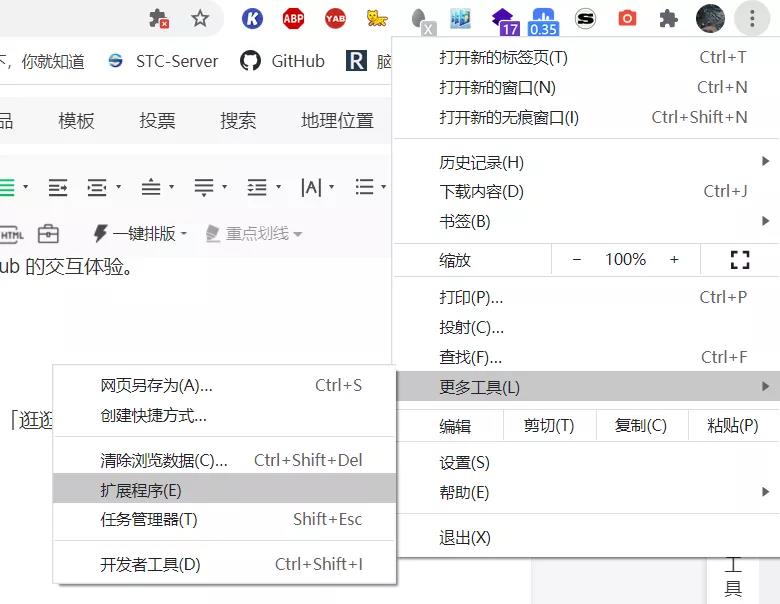 K ABP YAB X 17 0.35 S
下, 你就知道 STC-Server GitHub R 脑
品 模板 投票 搜索 地理位置
|A|
HTML 一键排版 重点划线
ub 的交互体验。
「逛逛
打开新的标签页(T) Ctrl+T
打开新的窗口(N) Ctrl+N
打开新的无痕窗口(I) Ctrl+Shift+N
历史记录(H)
下载内容(D) Ctrl+J
书签(B)
缩放 - 100% +
打印(P)... Ctrl+P
投射(C)...
查找(F)... Ctrl+F
更多工具(L)
编辑 剪切(T) 复制(C) 粘贴(P)
设置(S)
帮助(E)
退出(X)
网页另存为(A)... Ctrl+S
创建快捷方式...
清除浏览数据(C)... Ctrl+Shift+Del
扩展程序(E)
任务管理器(T) Shift+Esc
开发者工具(D) Ctrl+Shift+I
工
具